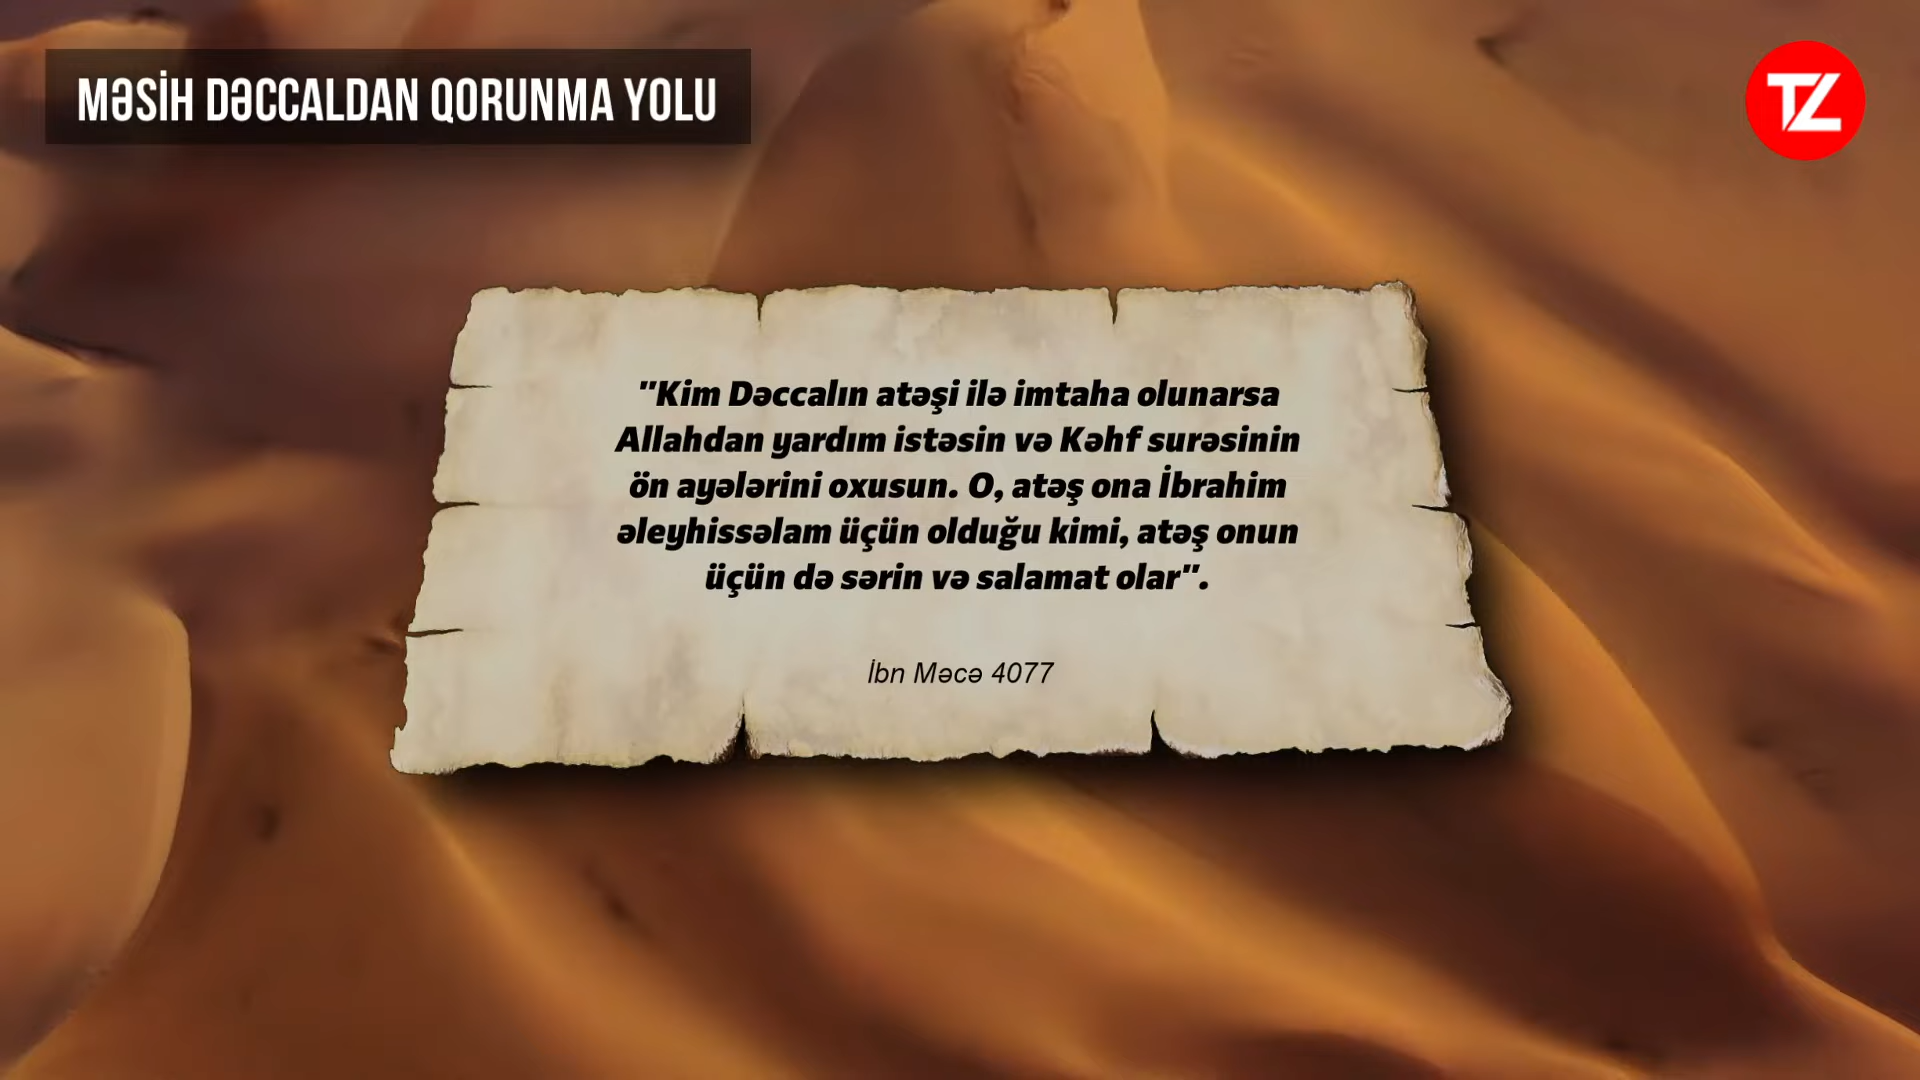 MƏSİH DƏCCALDAN QORUNMA YOLU
TZ
"Kim Dəccalın atəşi ilə imtaha olunarsa
Allahdan yardım istəsin və Kəhf surəsinin
ön ayələrini oxusun. O, atəş ona İbrahim
əleyhissəlam üçün olduğu kimi, atəş onun
üçün də sərin və salamat olar".
İbn Məcə 4077